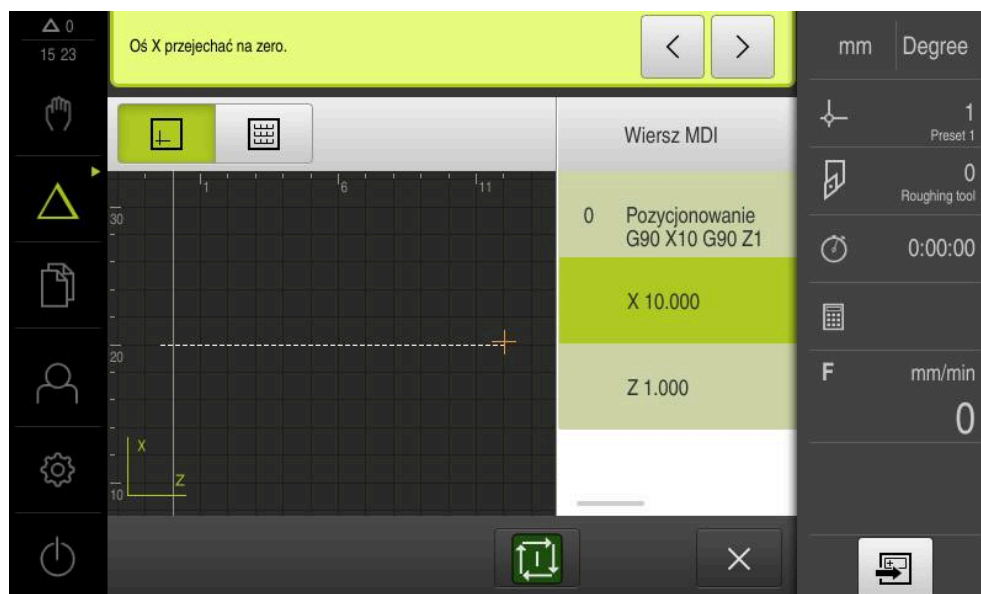 0
15 23
Oś X przejechać na zero.
<
>
mm Degree
1
Preset 1
0
Roughing tool
0:00:00
F mm/min
0
Wiersz MDI
0 Pozycjonowanie
G90 X10 G90 Z1
X 10.000
Z 1.000
1 6 11
30
20
10
X
Z